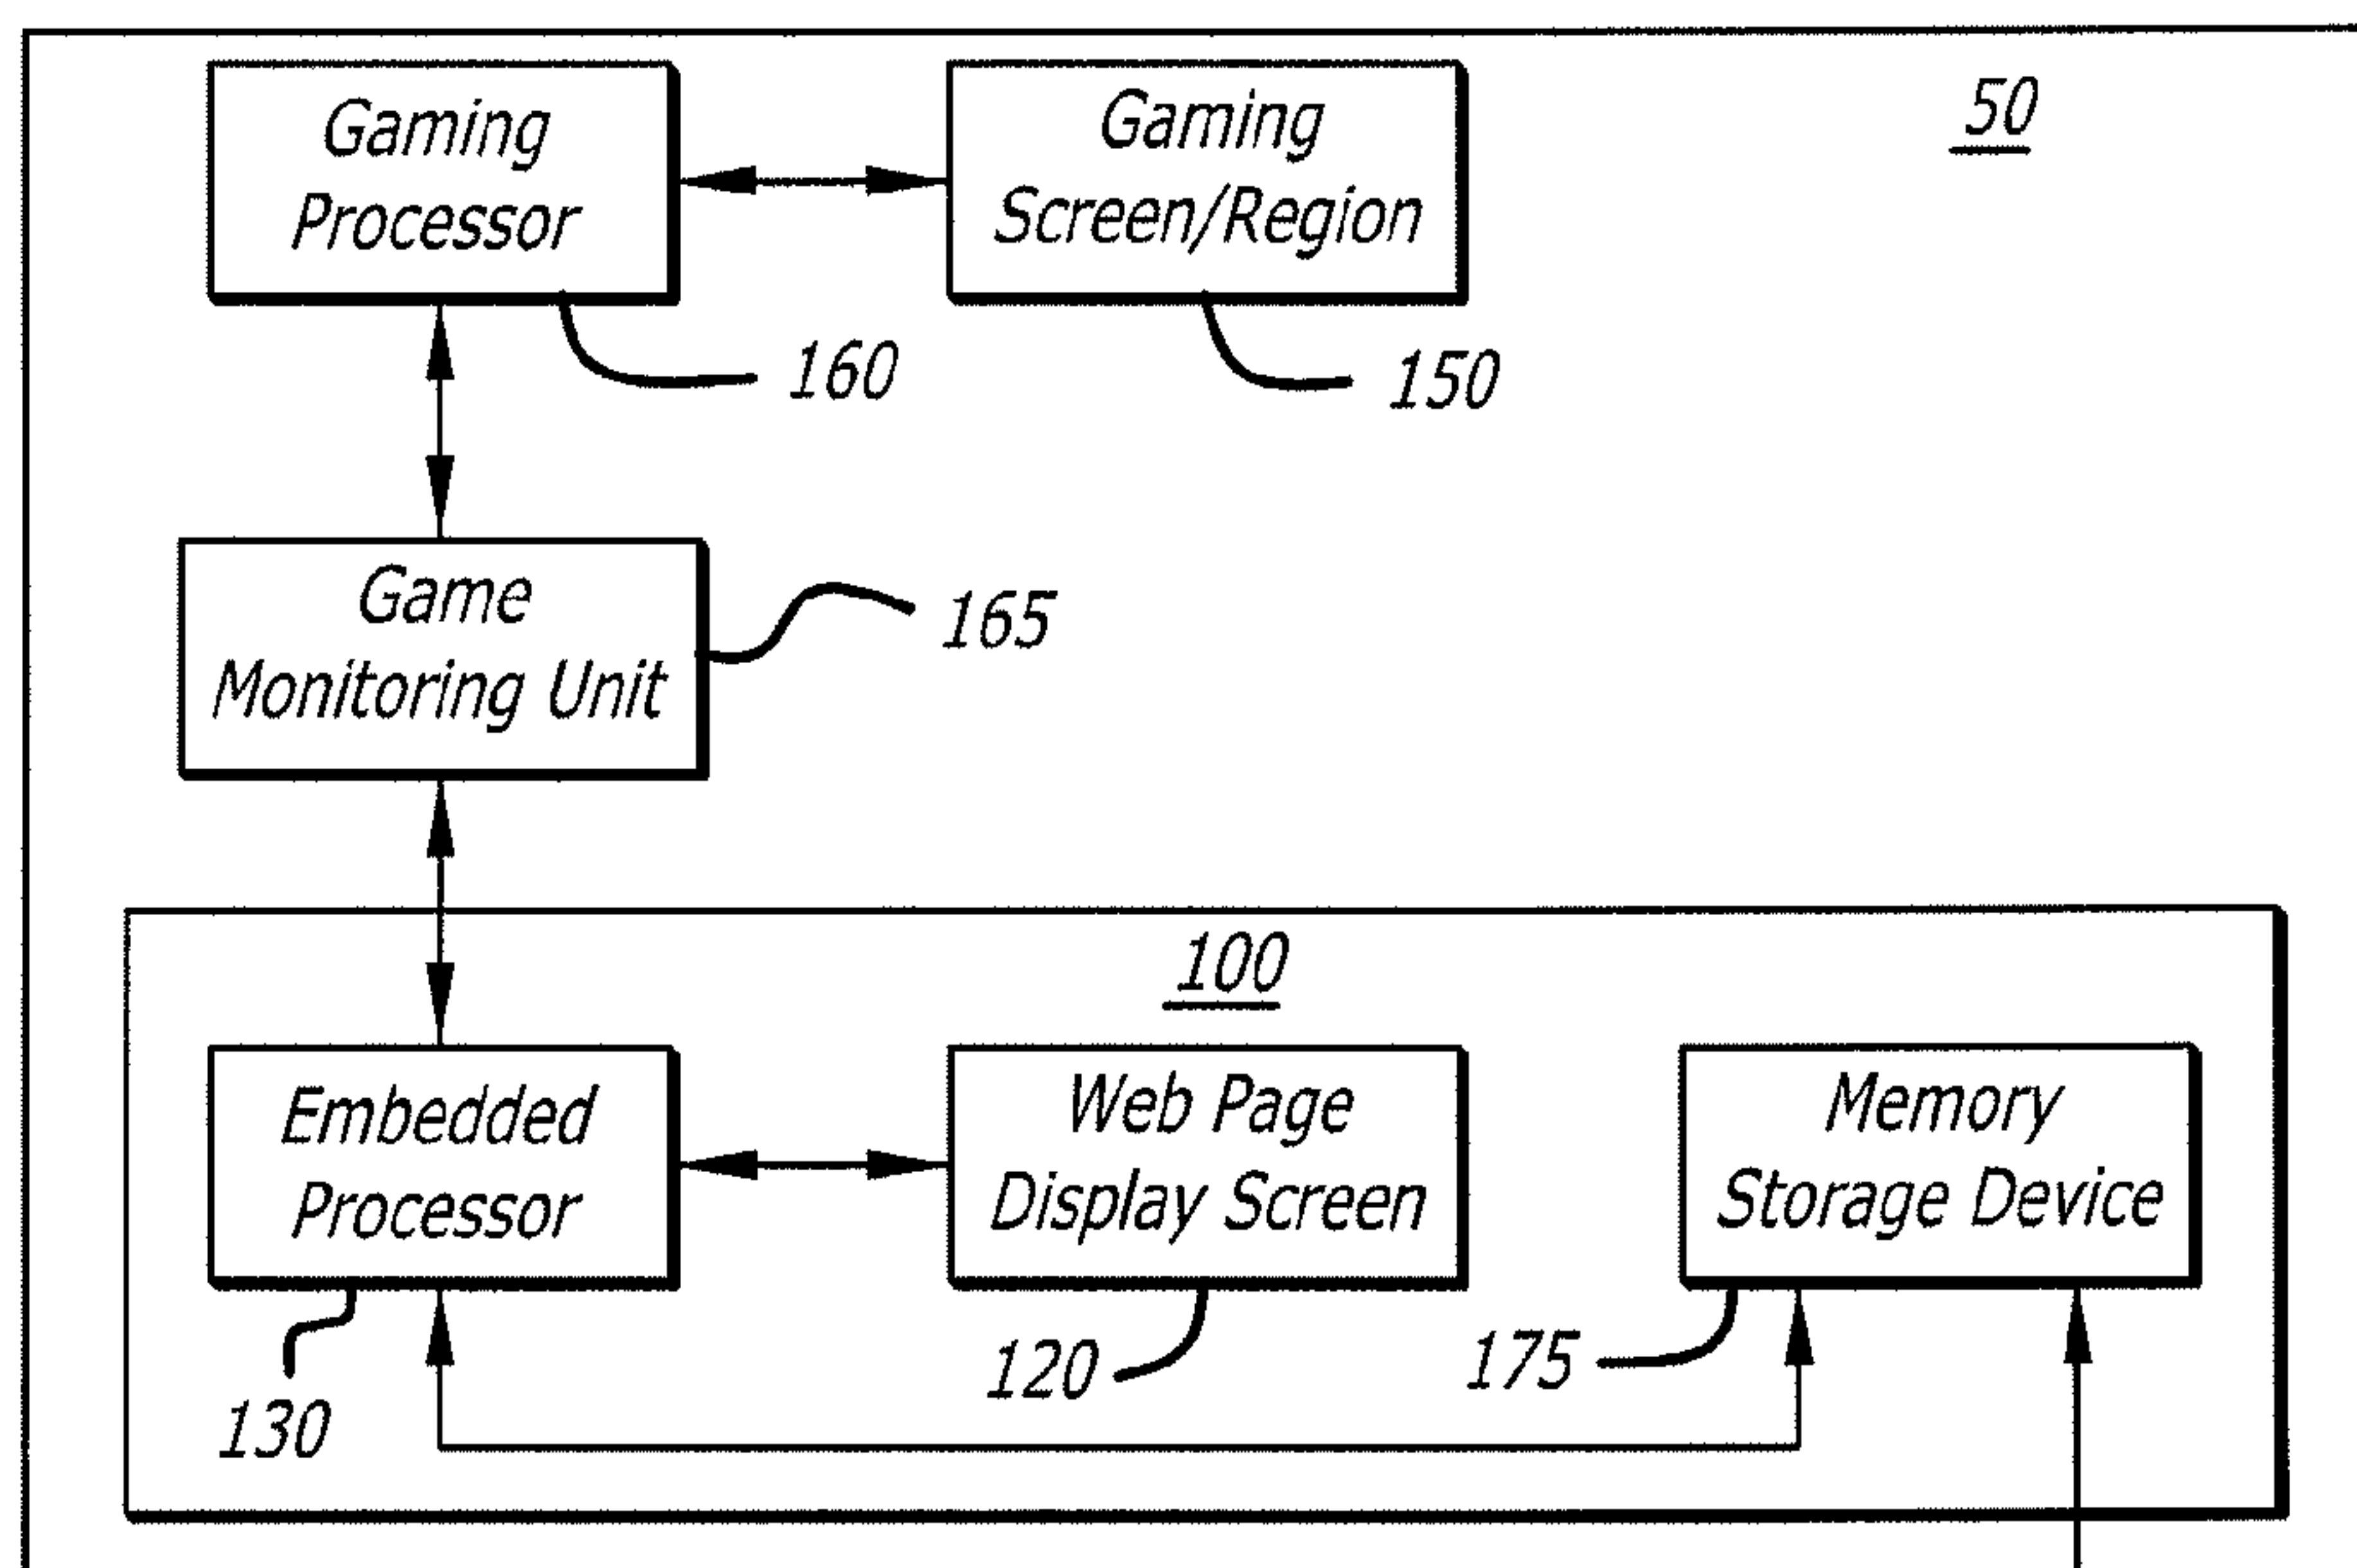 Gaming
Processor
Gaming
Screen/Region
50
160
150
Game
Monitoring Unit
165
100
Embedded
Processor
Web Page
Display Screen
Memory
Storage Device
130
120
175